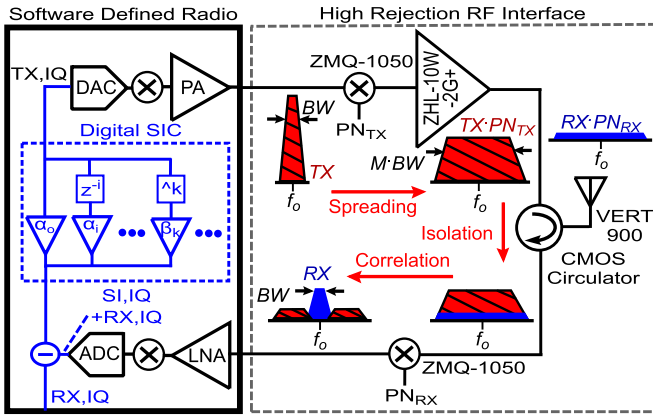 Software Defined Radio
High Rejection RF Interface
TX,IQ
DAC
PA
ZMQ-1050
PN_TX
ZHL-10W
-2G+
BW
TX
f_o
Spreading
TX·PN_TX
M·BW
f_o
RX·PN_RX
f_o
VERT
900
CMOS
Circulator
Isolation
Digital SIC
z^-i
^k
α_o
α_i
β_k
Correlation
RX
BW
f_o
f_o
SI,IQ
+RX,IQ
ADC
LNA
ZMQ-1050
PN_RX
RX,IQ